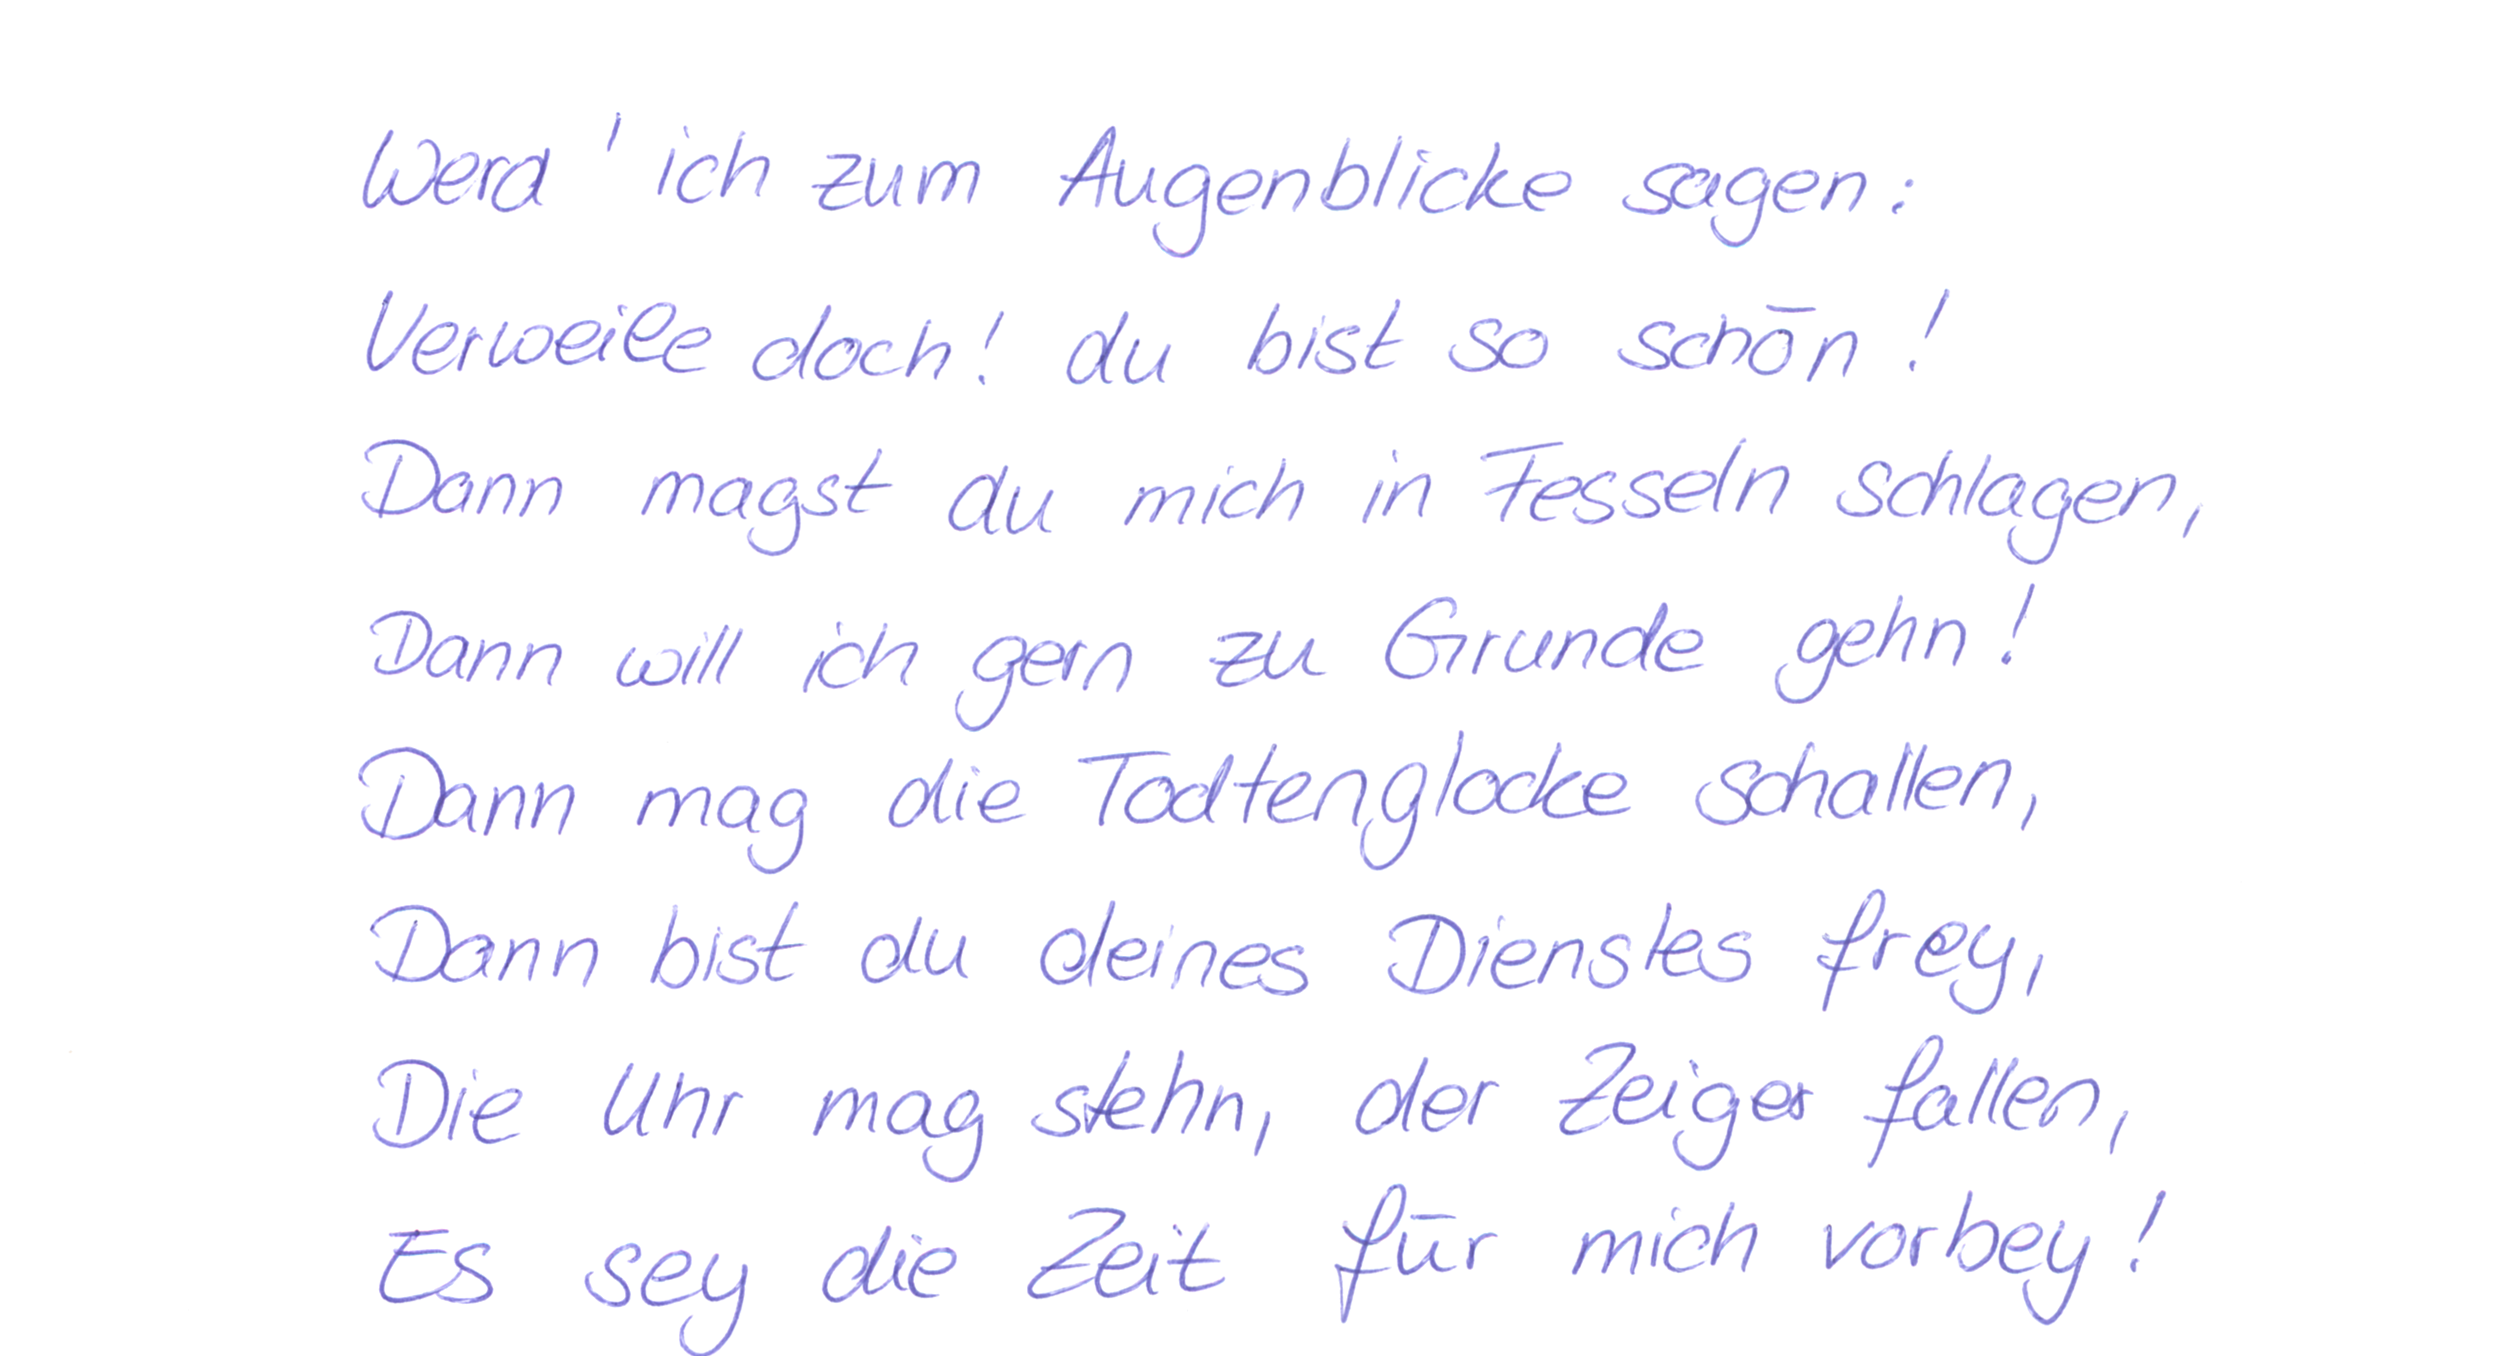 Werd' ich zum Augenblicke sagen:
Verweile doch! du bist so schön!
Dann magst du mich in Fesseln schlagen,
Dann will ich gern zu Grunde gehn!
Dann mag die Todtenglocke schallen,
Dann bist du deines Dienstes frey,
Die Uhr mag stehn, der Zeiger fallen,
Es sey die Zeit für mich vorbey!